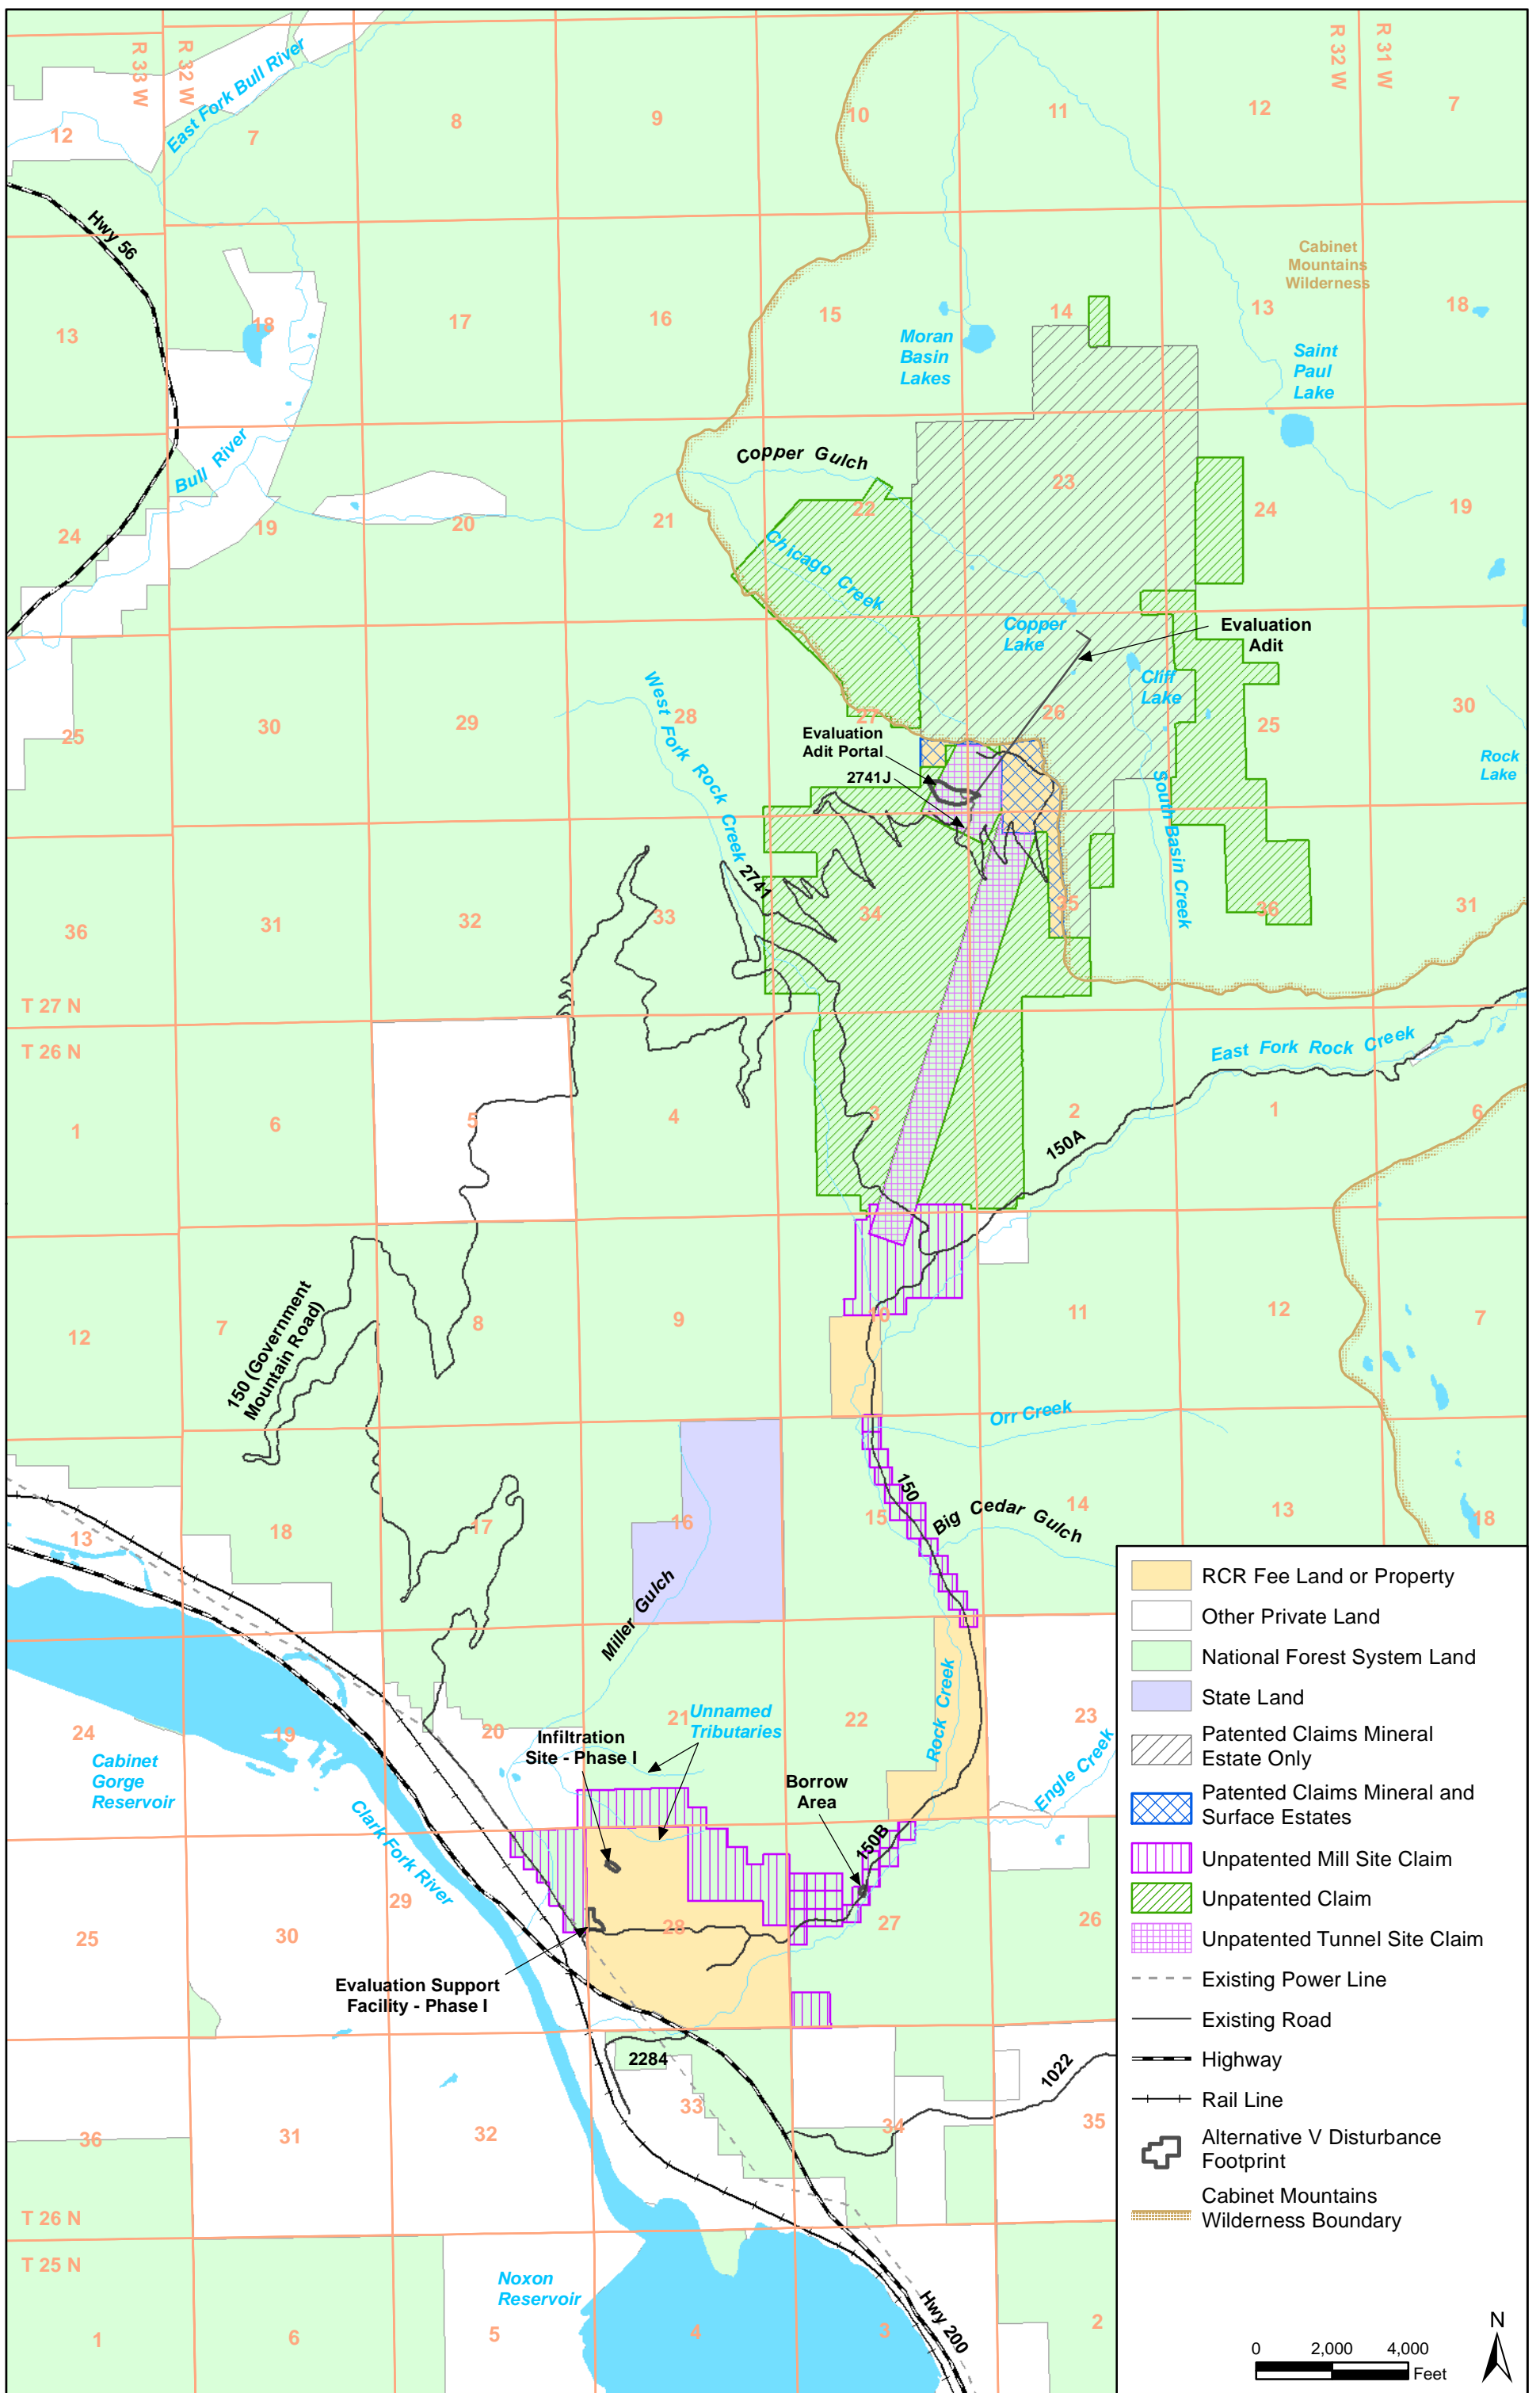 R 33 W
R 32 W
R 32 W
R 31 W
East Fork Bull River
12
7
8
9
10
11
12
7
Hwy 56
Cabinet
Mountains
Wilderness
13
18
17
16
15
14
13
18
Moran
Basin
Lakes
Saint
Paul
Lake
Bull River
Copper Gulch
24
19
20
21
22
23
24
19
Chicago Creek
Copper
Lake
Evaluation
Adit
Cliff
Lake
West Fork Rock Creek
25
30
29
28
27
26
25
30
Evaluation
Adit Portal
2741J
Rock
Lake
South Basin Creek
2741
36
31
32
33
34
35
36
31
T 27 N
T 26 N
East Fork Rock Creek
1
6
5
4
3
2
1
6
150A
150 (Government
Mountain Road)
12
7
8
9
10
11
12
7
Orr Creek
150
Big Cedar Gulch
13
18
17
16
15
14
13
18
Miller Gulch
Rock Creek
24
19
20
21
22
23
Unnamed
Tributaries
Infiltration
Site - Phase I
Cabinet
Gorge
Reservoir
Borrow
Area
Engle Creek
Clark Fork River
150B
25
30
29
28
27
26
Evaluation Support
Facility - Phase I
2284
1022
36
31
32
33
34
35
T 26 N
T 25 N
Noxon
Reservoir
Hwy 200
1
6
5
4
3
2
RCR Fee Land or Property
Other Private Land
National Forest System Land
State Land
Patented Claims Mineral
Estate Only
Patented Claims Mineral and
Surface Estates
Unpatented Mill Site Claim
Unpatented Claim
Unpatented Tunnel Site Claim
Existing Power Line
Existing Road
Highway
Rail Line
Alternative V Disturbance
Footprint
Cabinet Mountains
Wilderness Boundary
N
0 2,000 4,000
Feet